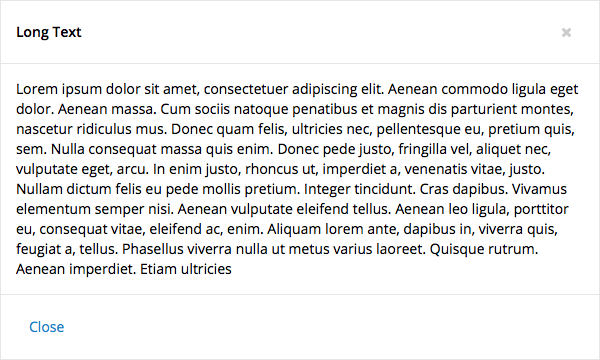 Long Text
Lorem ipsum dolor sit amet, consectetuer adipiscing elit. Aenean commodo ligula eget
dolor. Aenean massa. Cum sociis natoque penatibus et magnis dis parturient montes,
nascetur ridiculus mus. Donec quam felis, ultricies nec, pellentesque eu, pretium quis,
sem. Nulla consequat massa quis enim. Donec pede justo, fringilla vel, aliquet nec,
vulputate eget, arcu. In enim justo, rhoncus ut, imperdiet a, venenatis vitae, justo.
Nullam dictum felis eu pede mollis pretium. Integer tincidunt. Cras dapibus. Vivamus
elementum semper nisi. Aenean vulputate eleifend tellus. Aenean leo ligula, porttitor
eu, consequat vitae, eleifend ac, enim. Aliquam lorem ante, dapibus in, viverra quis,
feugiat a, tellus. Phasellus viverra nulla ut metus varius laoreet. Quisque rutrum.
Aenean imperdiet. Etiam ultricies
Close